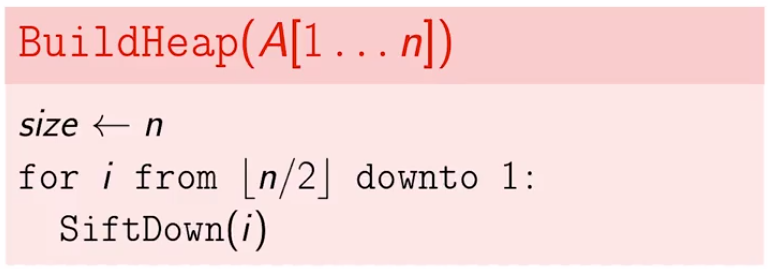 BuildHeap(A[1...n])
size ← n
for i from ⌊n/2⌋ downto 1:
SiftDown(i)